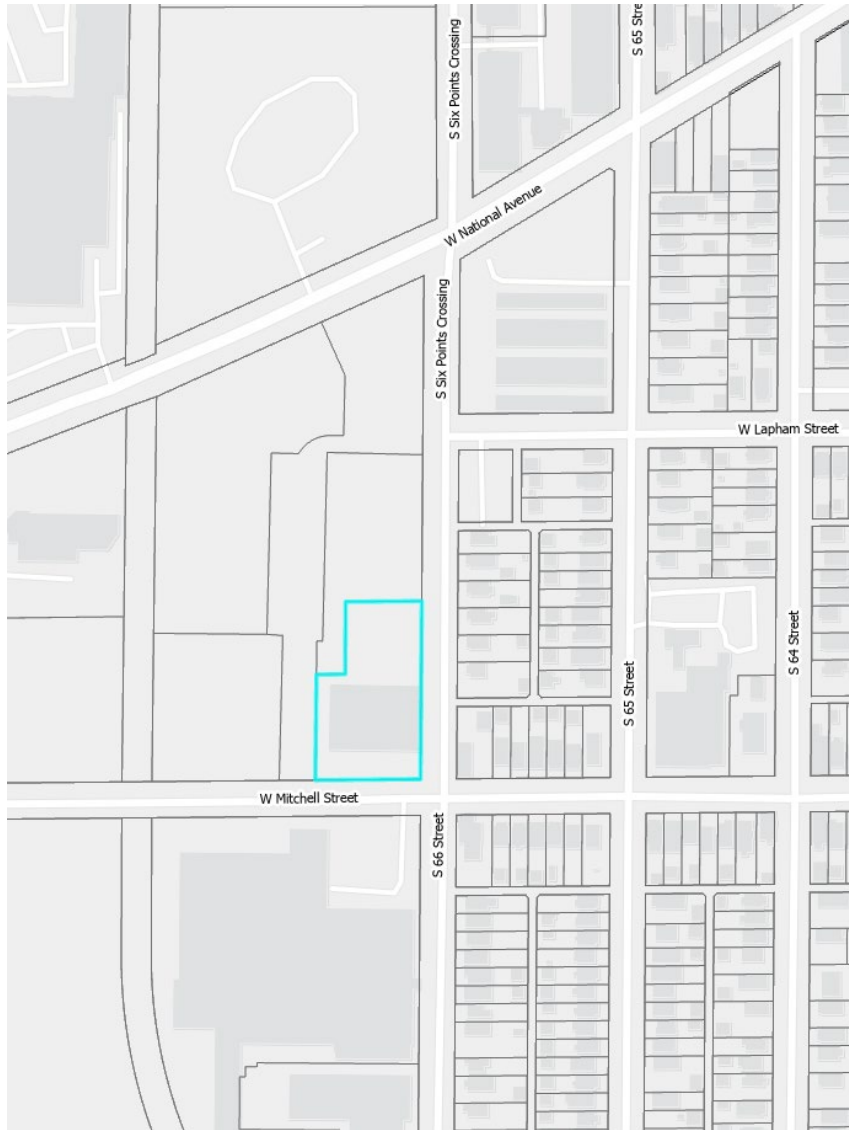 S Six Points Crossing
S 65 Stree
W National Avenue
S Six Points Crossing
W Lapham Street
S 64 Street
S 65 Street
W Mitchell Street
S 66 Street